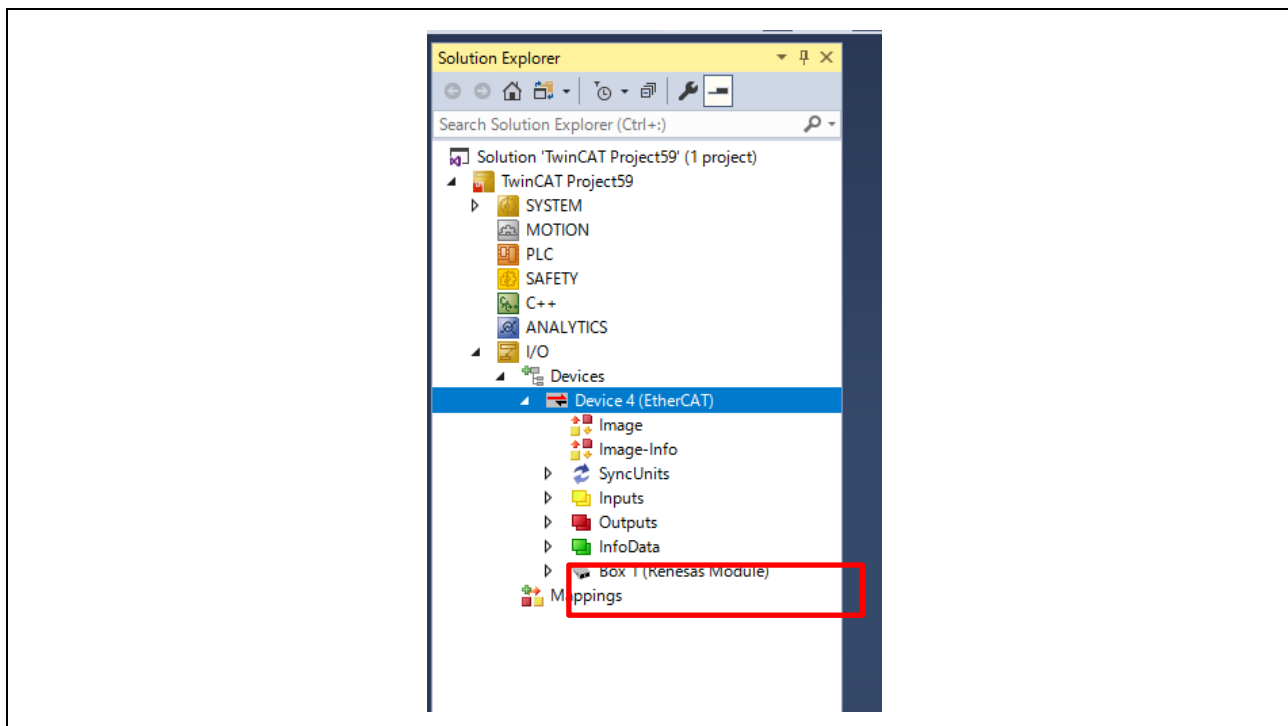 Solution Explorer
Search Solution Explorer (Ctrl+:)
Solution 'TwinCAT Project59' (1 project)
TwinCAT Project59
SYSTEM
MOTION
PLC
SAFETY
C++
ANALYTICS
I/O
Devices
Device 4 (EtherCAT)
Image
Image-Info
SyncUnits
Inputs
Outputs
InfoData
Box 1 (Renesas Module)
Mappings